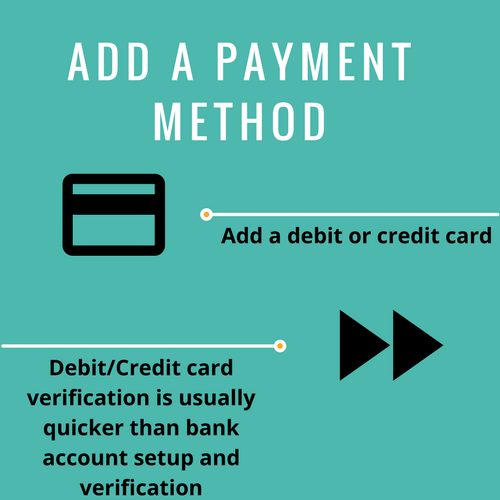 ADD A PAYMENT
METHOD
Add a debit or credit card
Debit/Credit card
verification is usually
quicker than bank
account setup and
verification